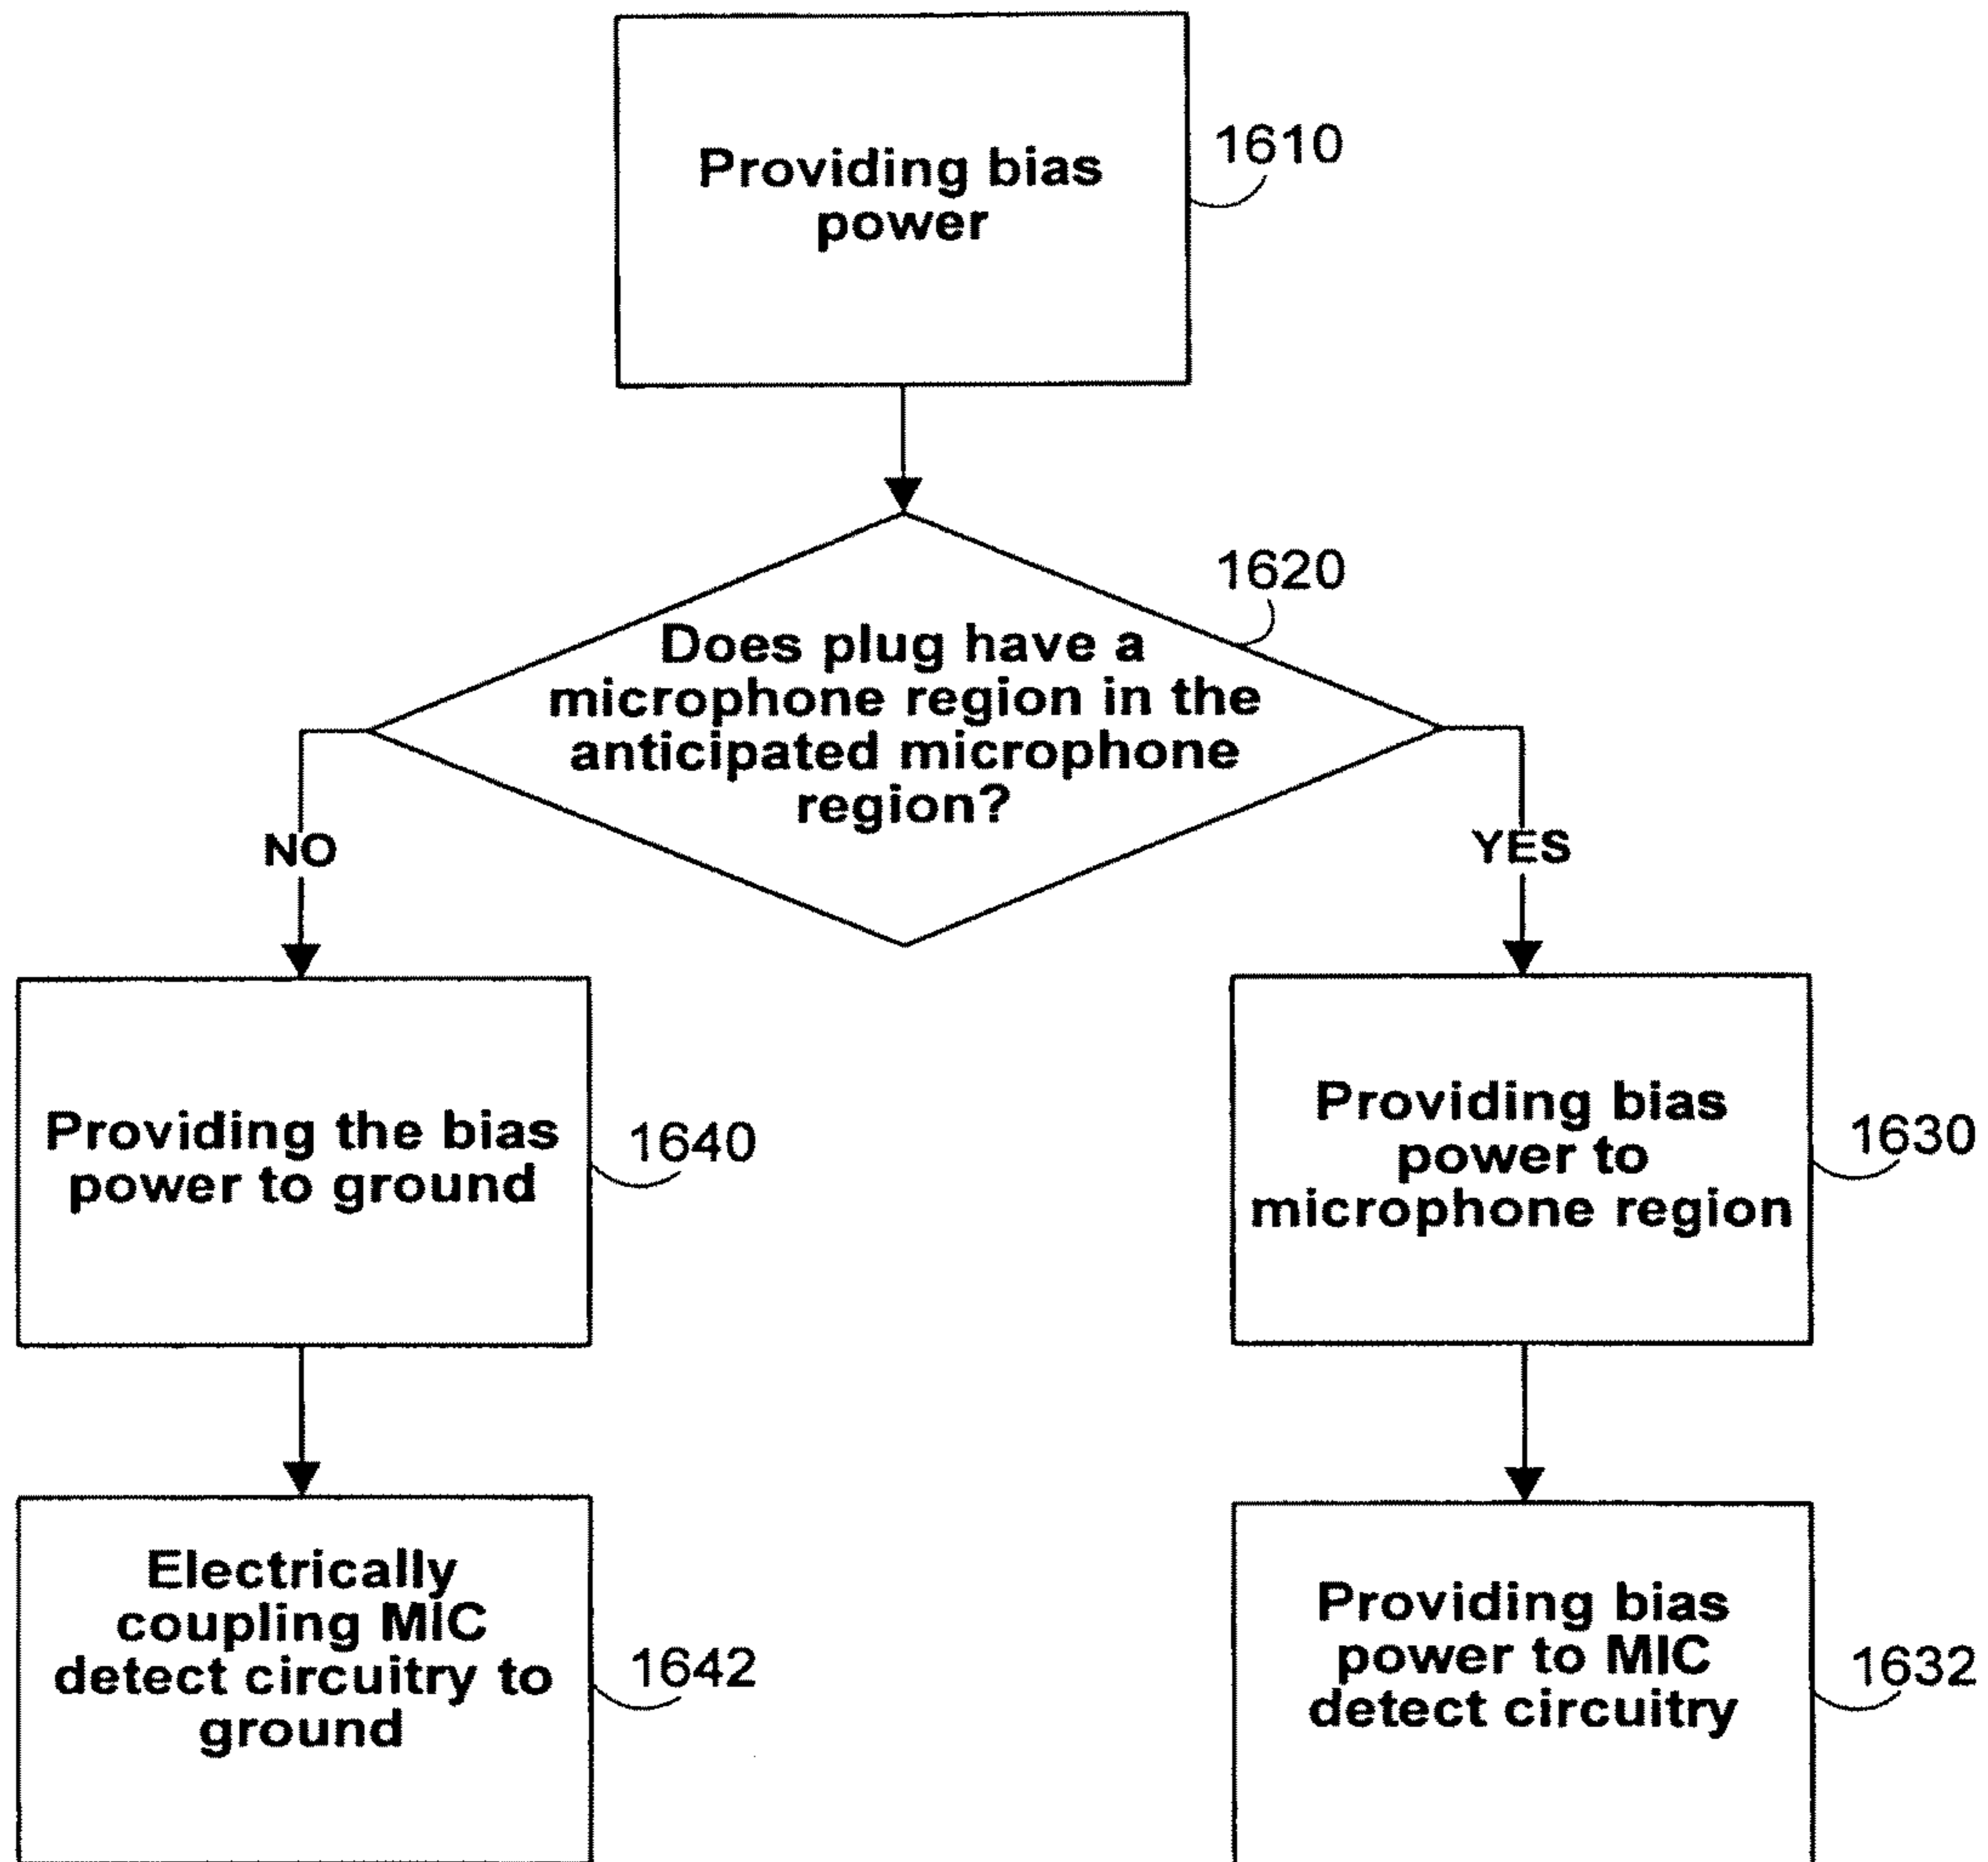 Providing bias
power
1610
1620
Does plug have a
microphone region in the
anticipated microphone
region?
NO
YES
Providing the bias
power to ground
1640
Providing bias
power to
microphone region
1630
Electrically
coupling MIC
detect circuitry to
ground
1642
Providing bias
power to MIC
detect circuitry
1632